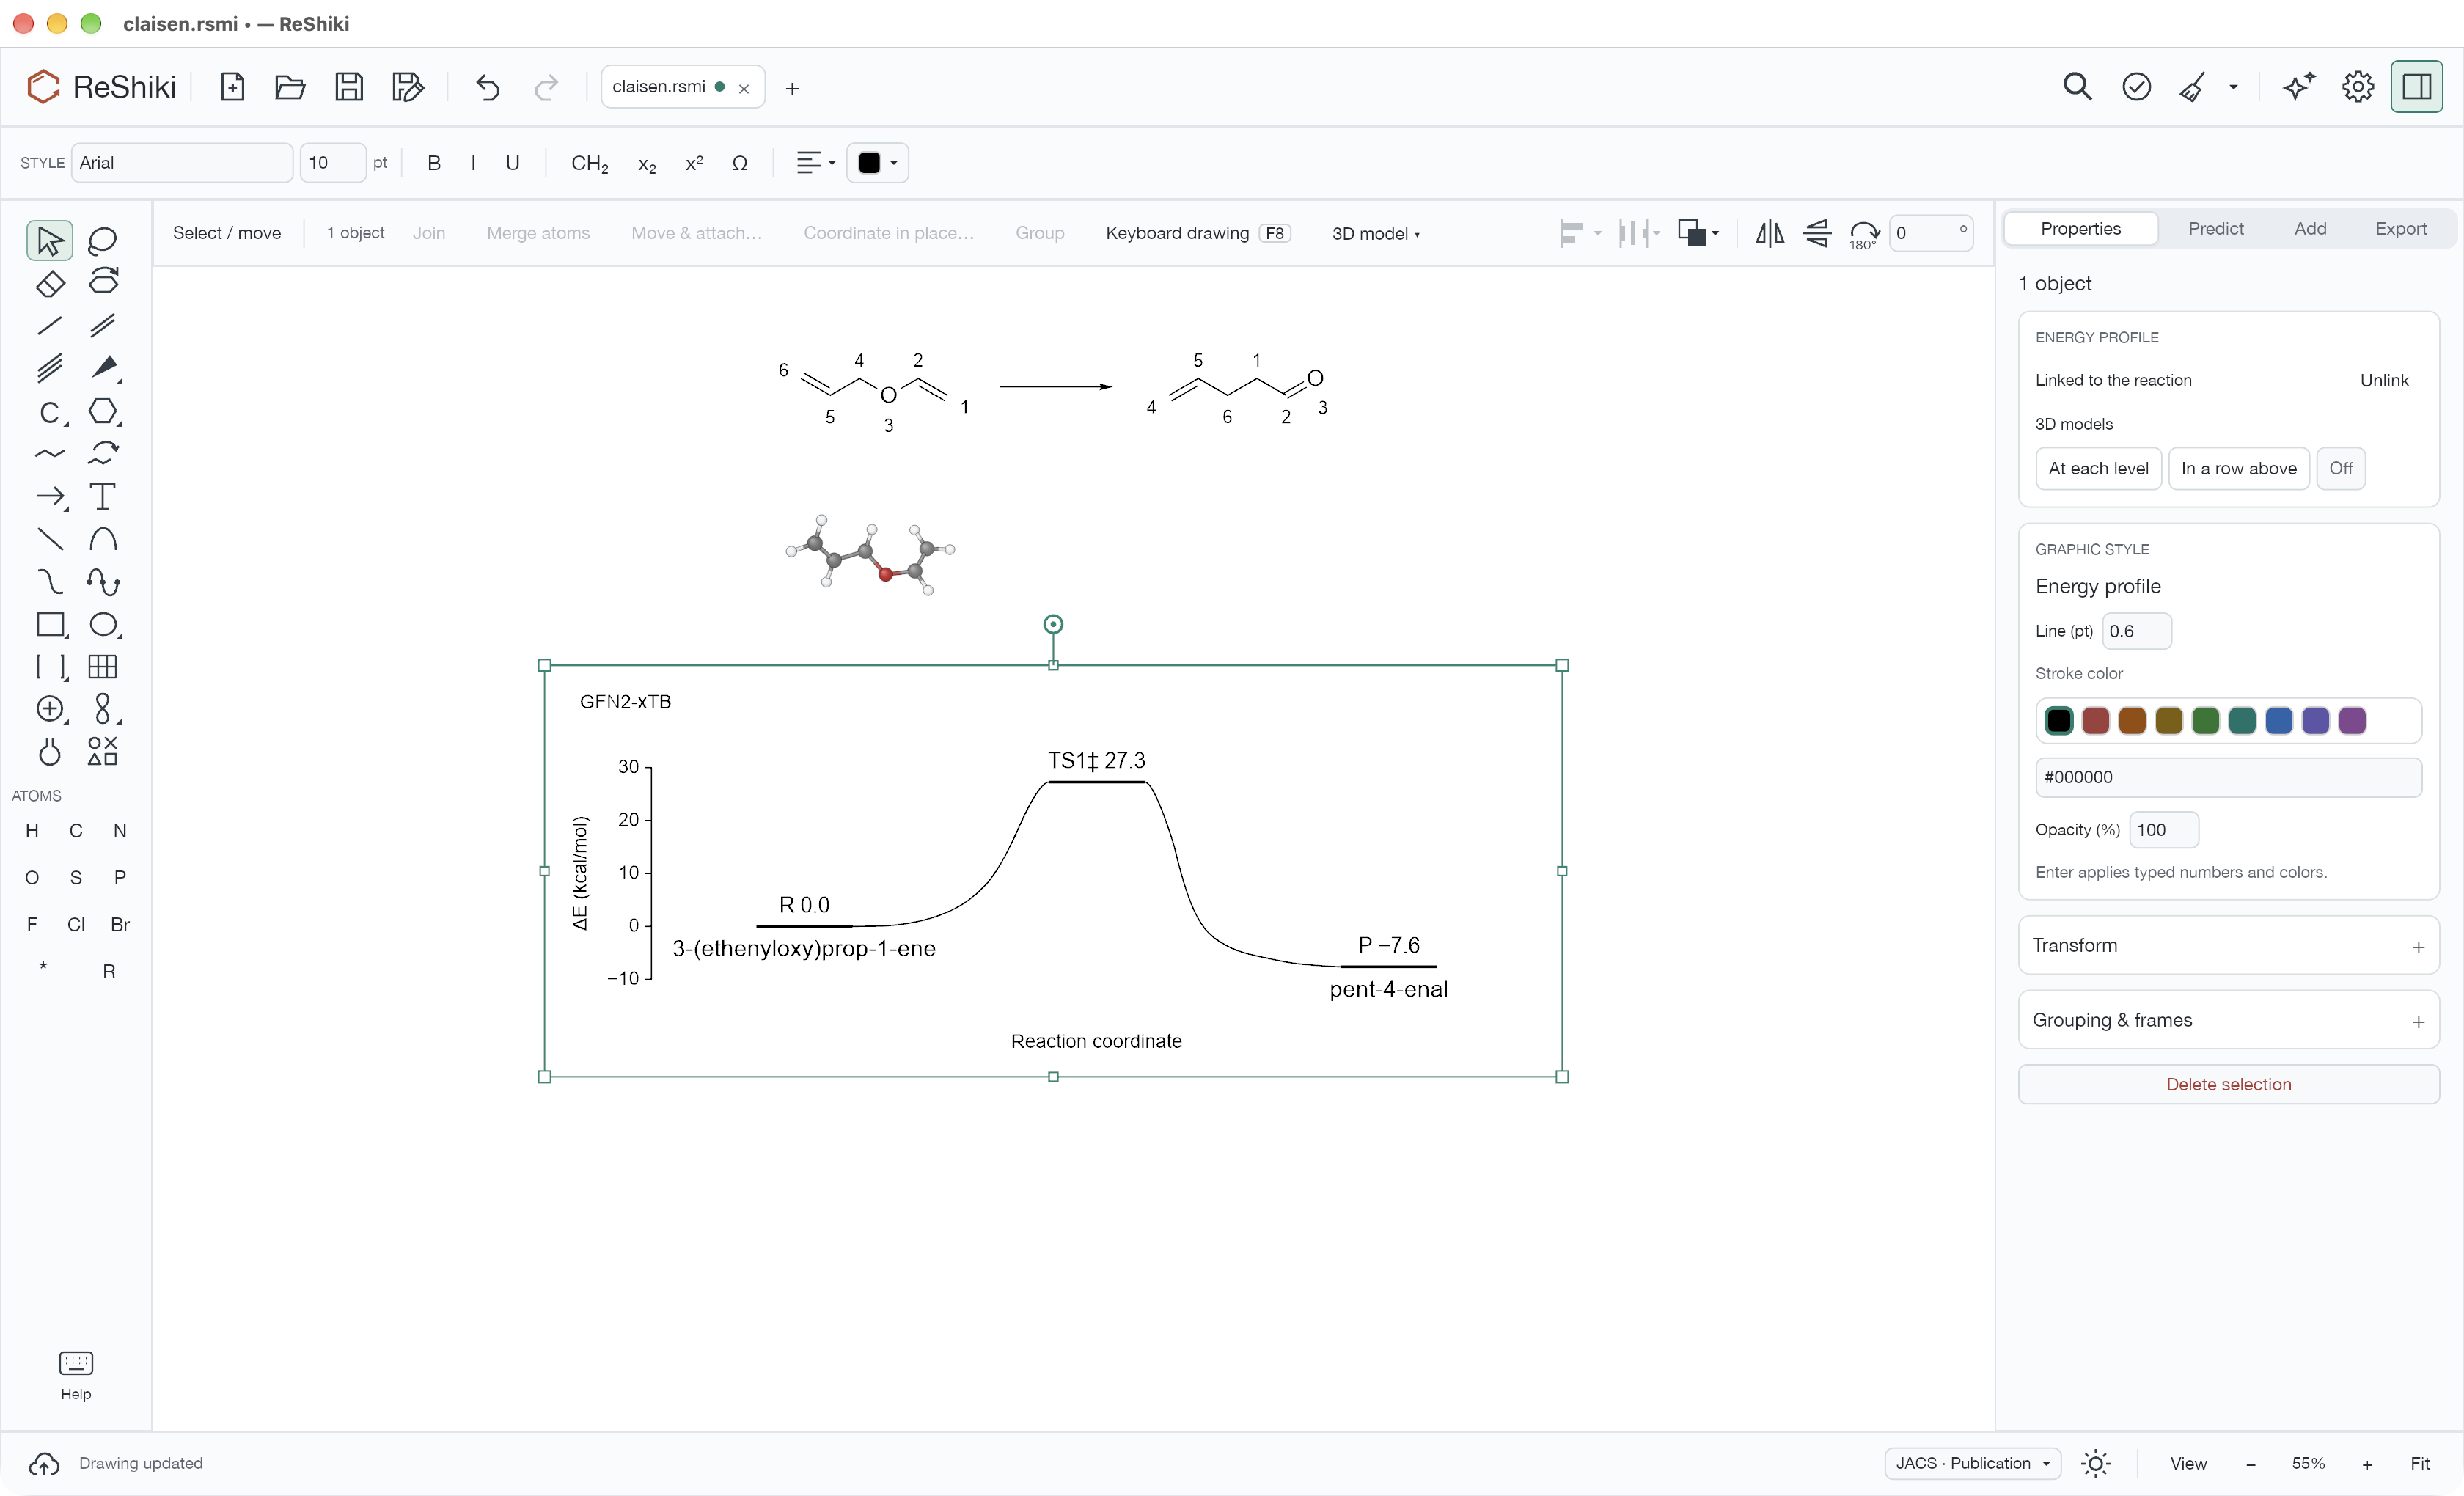 claisen.rsmi • — ReShiki
ReShiki
claisen.rsmi
STYLE Arial 10 pt B I U CH₂ x₂ x² Ω
Select / move 1 object Join Merge atoms Move & attach... Coordinate in place... Group Keyboard drawing F8 3D model 180° 0 °
Properties Predict Add Export
1 object
ENERGY PROFILE
Linked to the reaction Unlink
3D models
At each level In a row above Off
GRAPHIC STYLE
Energy profile
Line (pt) 0.6
Stroke color
#000000
Opacity (%) 100
Enter applies typed numbers and colors.
Transform +
Grouping & frames +
Delete selection
C
T
ATOMS
H C N
O S P
F Cl Br
* R
Help
6 4 2
O
5 3 1
5 1
O
4 6 2 3
GFN2-xTB
TS1‡ 27.3
30
20
10
0
−10
ΔE (kcal/mol)
R 0.0
3-(ethenyloxy)prop-1-ene
P −7.6
pent-4-enal
Reaction coordinate
Drawing updated
JACS · Publication View − 55% + Fit